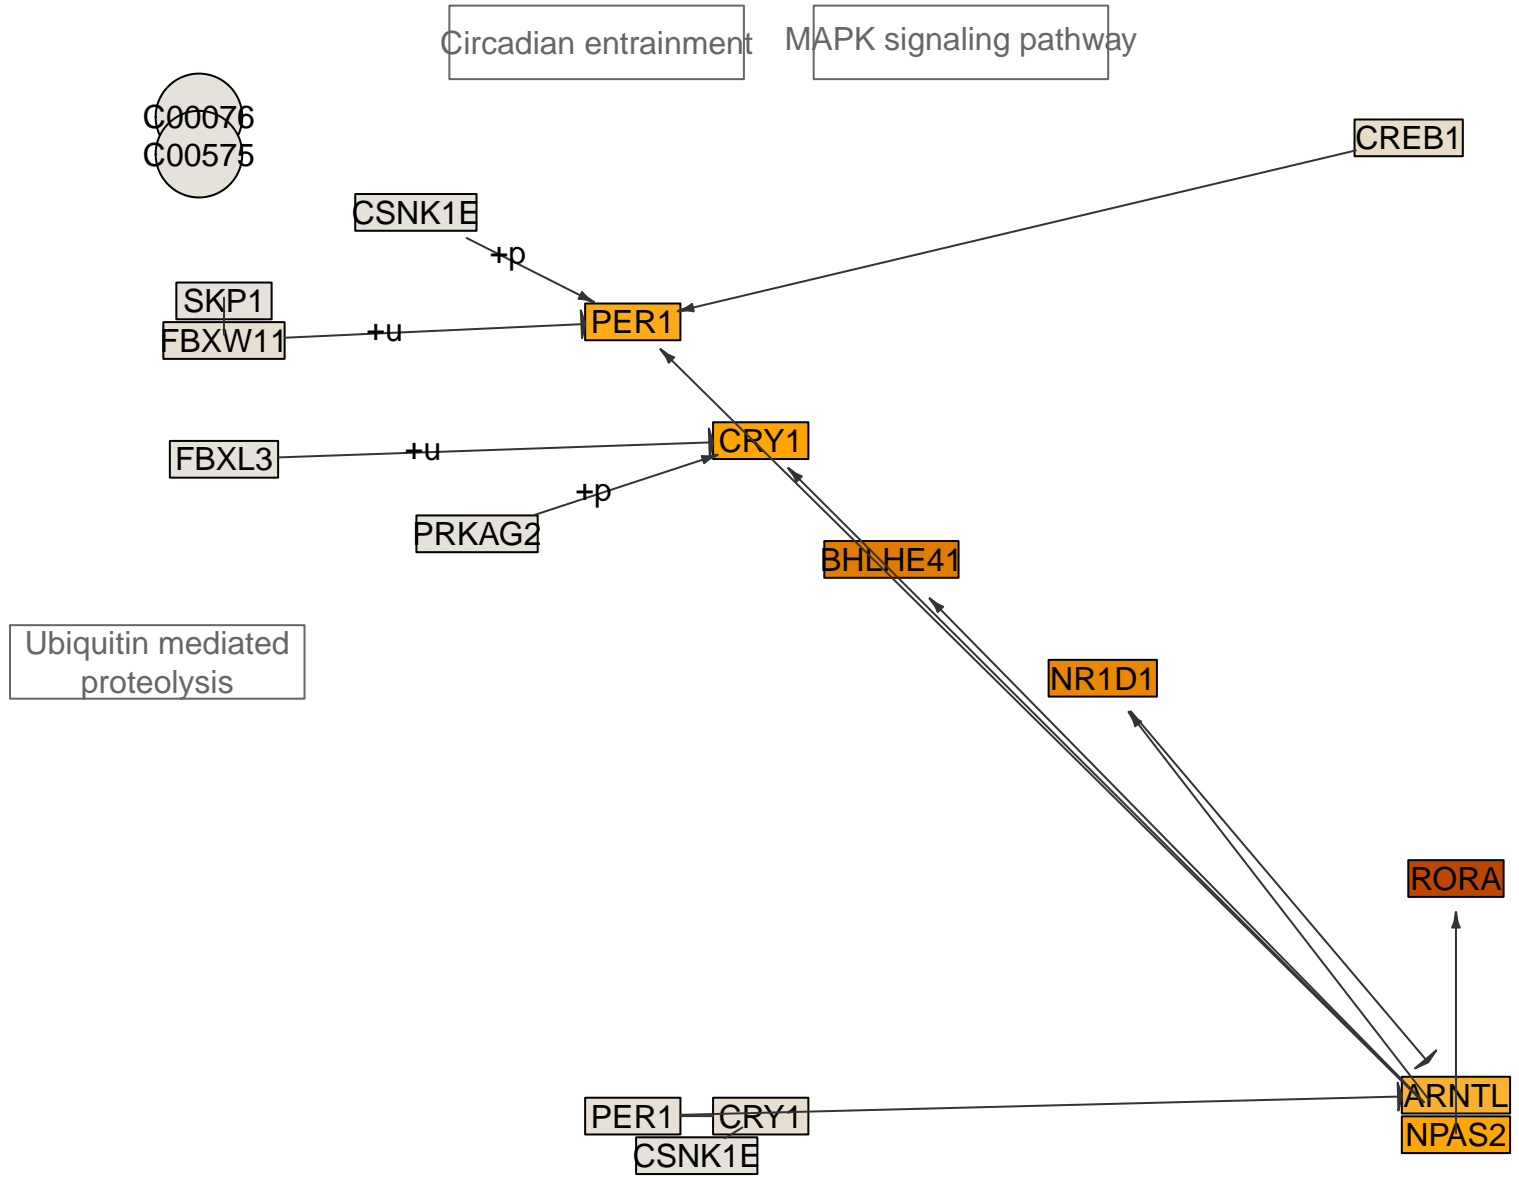 Circadian entrainment
MAPK signaling pathway
C00076
C00575
CREB1
CSNK1E
+p
SKP1
FBXW11
+u
PER1
FBXL3
+u
CRY1
+p
PRKAG2
BHLHE41
Ubiquitin mediated
proteolysis
NR1D1
RORA
ARNTL
NPAS2
PER1
CRY1
CSNK1E